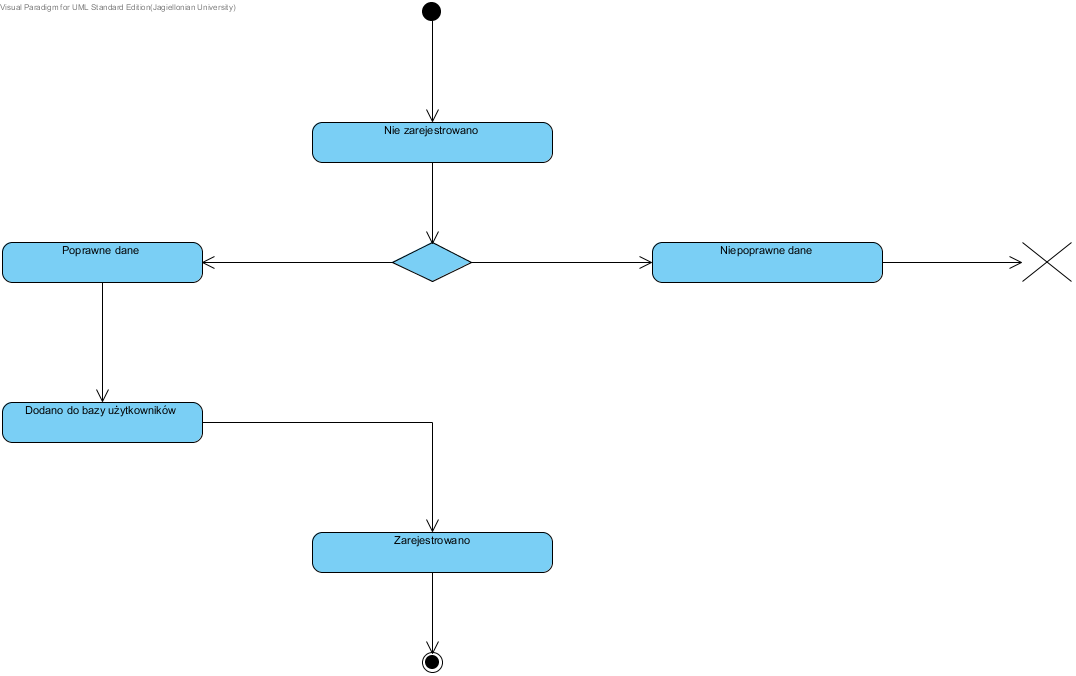 Visual Paradigm for UML Standard Edition(Jagiellonian University)
Nie zarejestrowano
Poprawne dane
Niepoprawne dane
Dodano do bazy użytkowników
Zarejestrowano